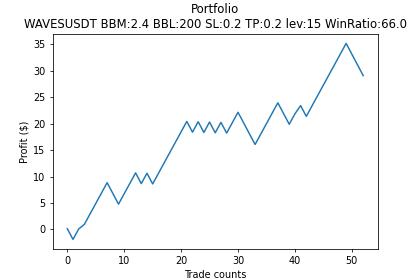 Portfolio
WAVESUSDT BBM:2.4 BBL:200 SL:0.2 TP:0.2 lev:15 WinRatio:66.0
35
30
25
20
15
10
5
0
Profit ($)
0 10 20 30 40 50
Trade counts